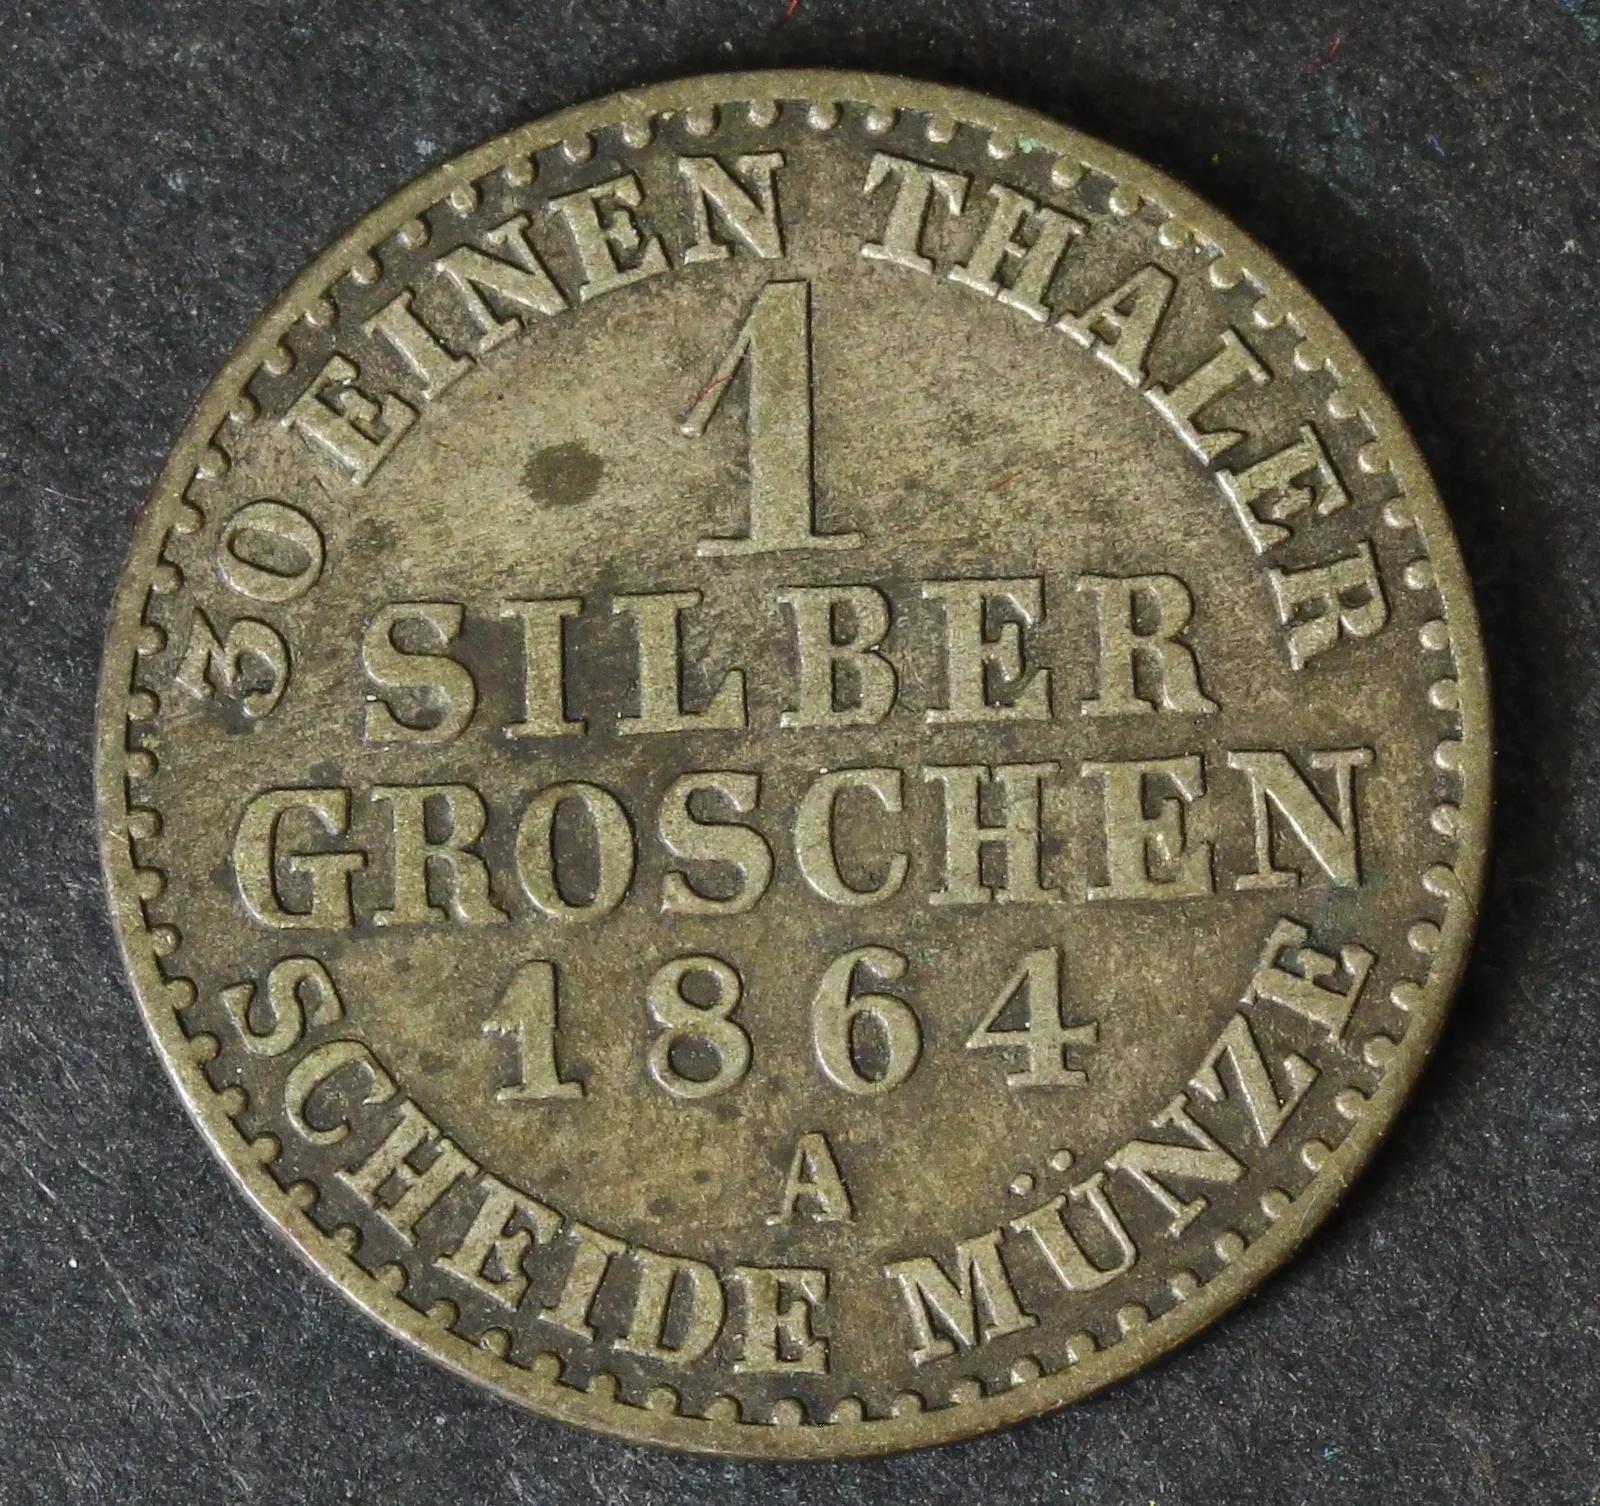 30 EINEN THALER
1
SILBER
GROSCHEN
1864
A
SCHEIDE MÜNZE